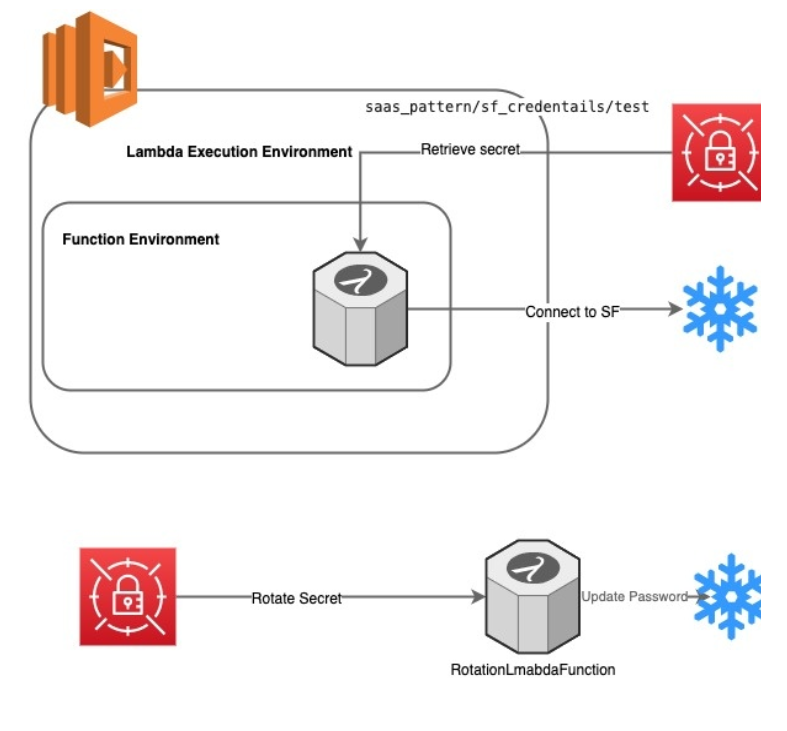 saas_pattern/sf_credentails/test
Lambda Execution Environment
Retrieve secret
Function Environment
Connect to SF
Rotate Secret
Update Password
RotationLmabdaFunction